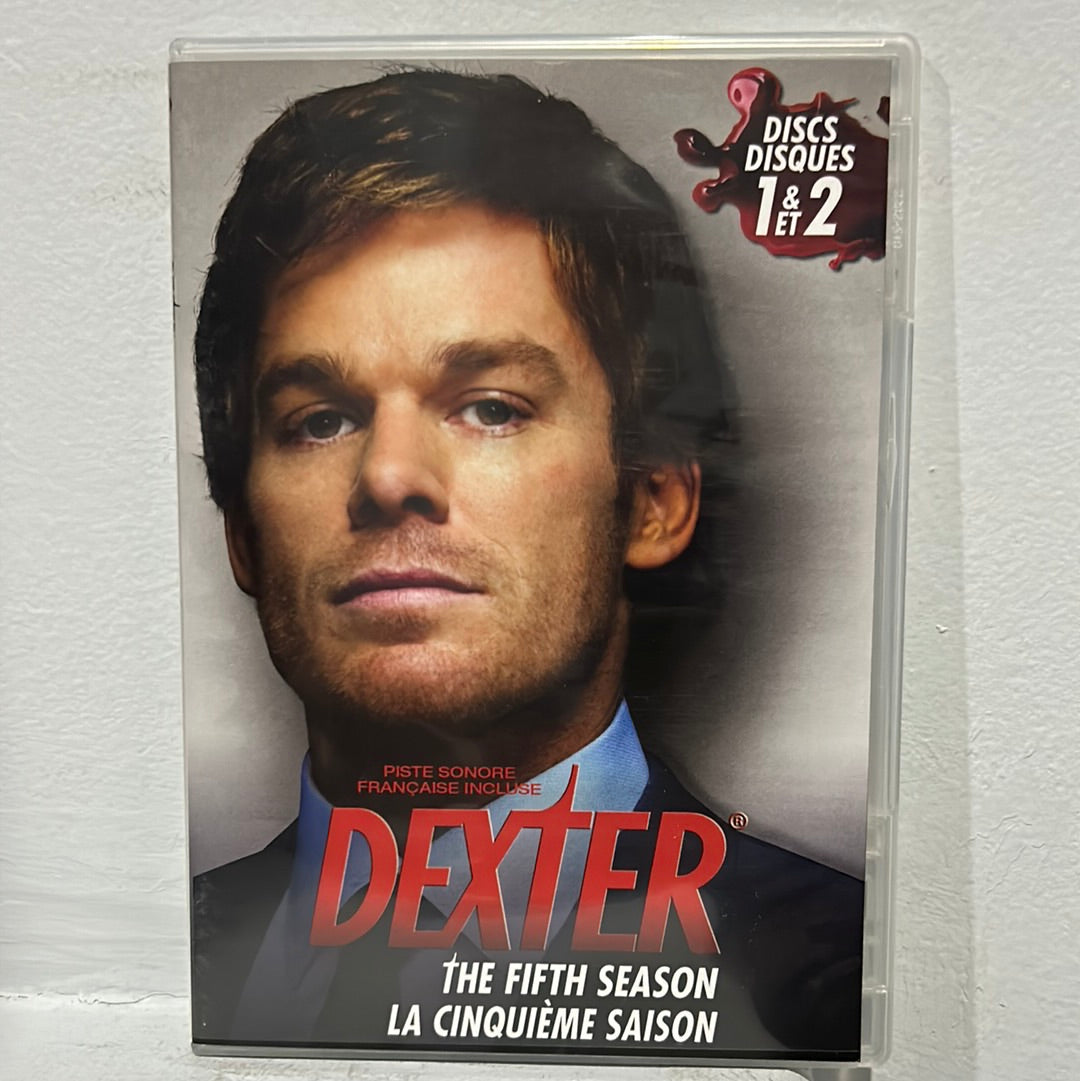 DISCS
DISQUES
1 & ET 2
PISTE SONORE
FRANÇAISE INCLUSE
DEXTER®
THE FIFTH SEASON
LA CINQUIÈME SAISON